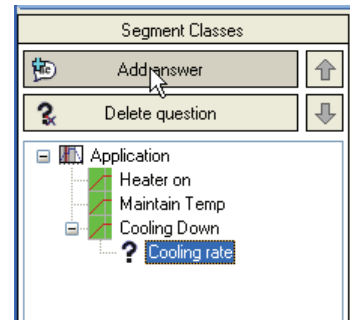 Segment Classes
Add answer
Delete question
Application
Heater on
Maintain Temp
Cooling Down
? Cooling rate